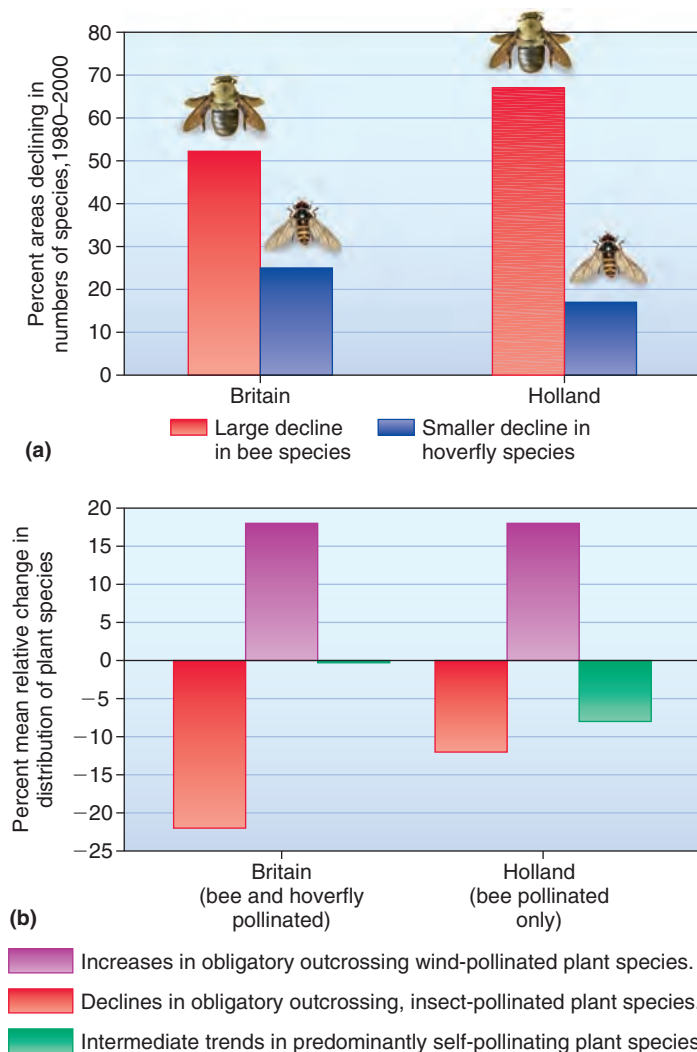 80
70
60
50
40
30
20
10
0
Percent areas declining in
numbers of species,1980–2000
Britain
Holland
Large decline
in bee species
Smaller decline in
hoverfly species
(a)
20
15
10
5
0
−5
−10
−15
−20
−25
Percent mean relative change in
distribution of plant species
Britain
(bee and hoverfly
pollinated)
Holland
(bee pollinated
only)
(b)
Increases in obligatory outcrossing wind-pollinated plant species.
Declines in obligatory outcrossing, insect-pollinated plant species.
Intermediate trends in predominantly self-pollinating plant species